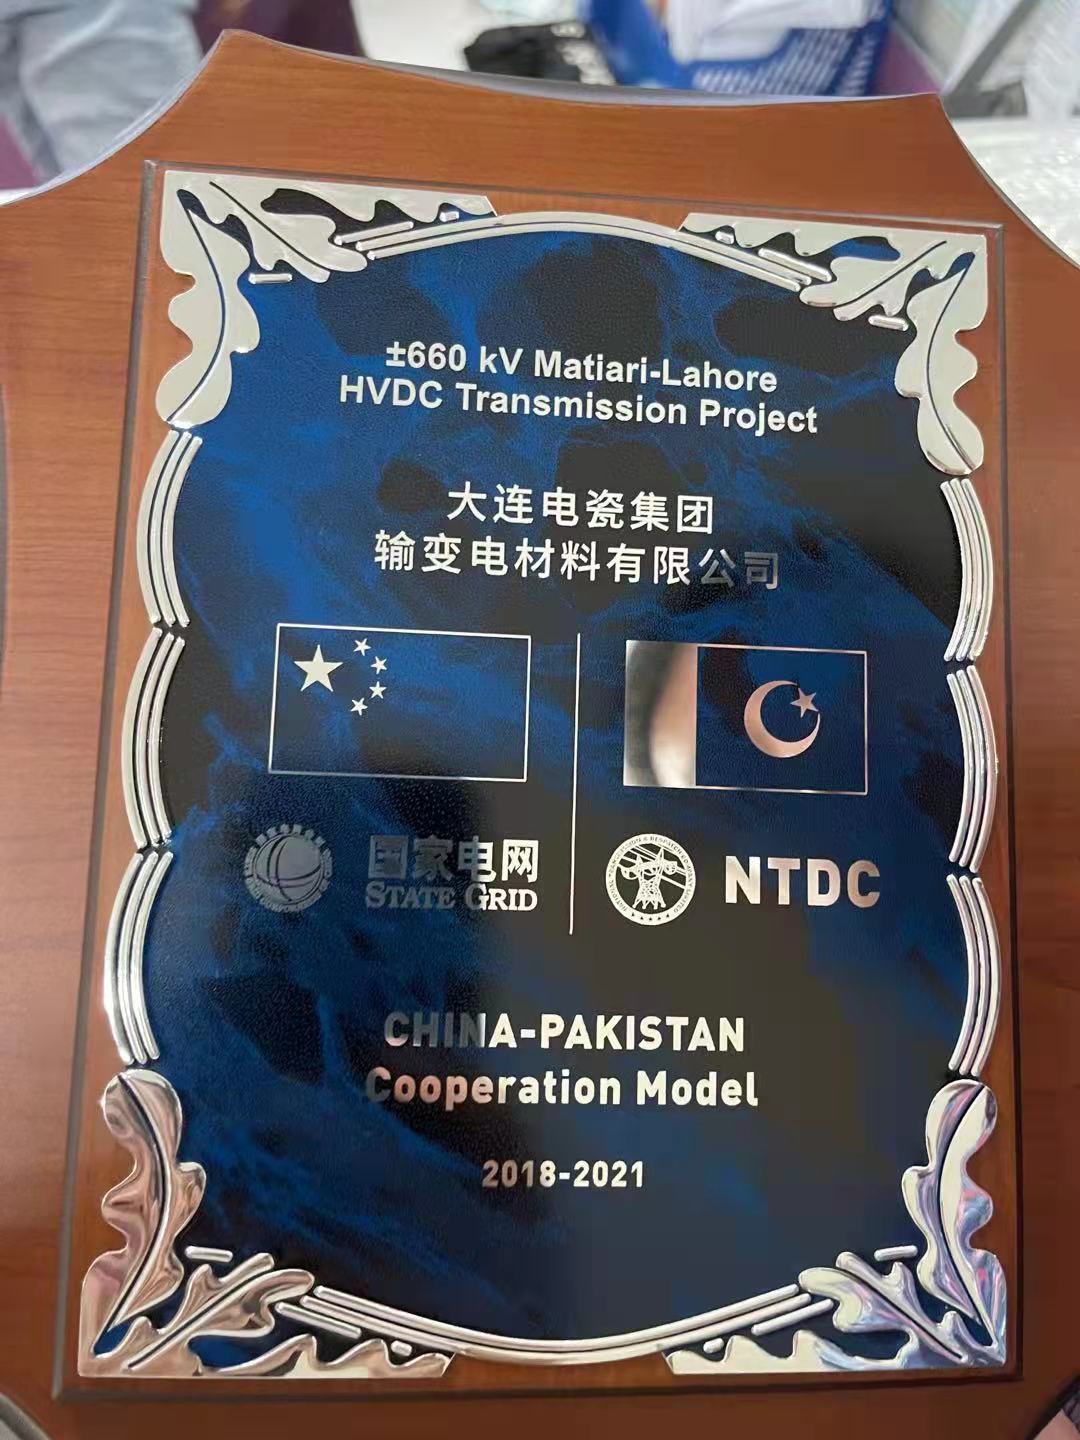 ±660 kV Matiari-Lahore
HVDC Transmission Project
大连电瓷集团
输变电材料有限公司
国家电网
STATE GRID
NTDC
CHINA-PAKISTAN
Cooperation Model
2018-2021